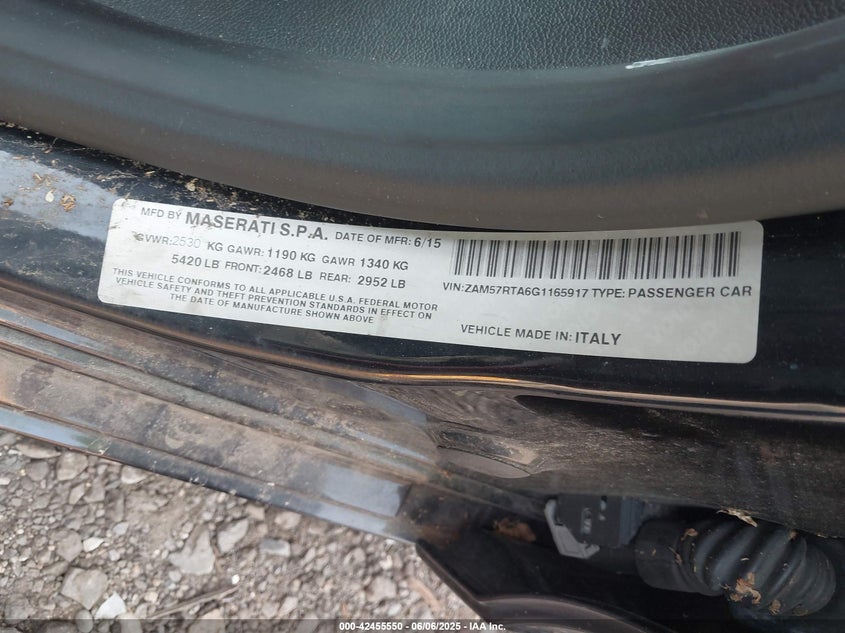 MFD BY MASERATI S.P.A. DATE OF MFR: 6/15
GVWR:2530 KG GAWR: 1190 KG GAWR 1340 KG
5420 LB FRONT: 2468 LB REAR: 2952 LB
THIS VEHICLE CONFORMS TO ALL APPLICABLE U.S.A. FEDERAL MOTOR
VEHICLE SAFETY AND THEFT PREVENTION STANDARDS IN EFFECT ON
THE DATE OF MANUFACTURE SHOWN ABOVE
VIN: ZAM57RTA6G1165917 TYPE: PASSENGER CAR
VEHICLE MADE IN: ITALY
000-42455550 - 06/06/2025 - IAA Inc.